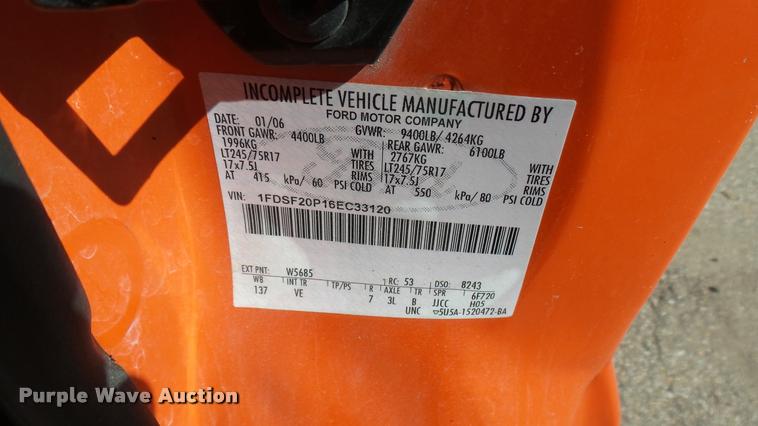 INCOMPLETE VEHICLE MANUFACTURED BY
FORD MOTOR COMPANY
DATE: 01/06 GVWR: 9400LB/ 4264KG
FRONT GAWR: 4400LB REAR GAWR: 6100LB
1996KG WITH 2767KG WITH
LT245/75R17 TIRES LT245/75R17 TIRES
17x7.5J RIMS 17x7.5J RIMS
AT 415 kPa/ 60 PSI COLD AT 550 kPa/ 80 PSI COLD
VIN: 1FDSF20P16EC33120
EXT PNT: W5685 RC: 53 DSO: 8243
WB INT TR TP/PS R AXLE TR SPR 6F720
137 VE 7 3L B JJCC H05
UNC 5U5A-1520472-BA
Purple Wave Auction